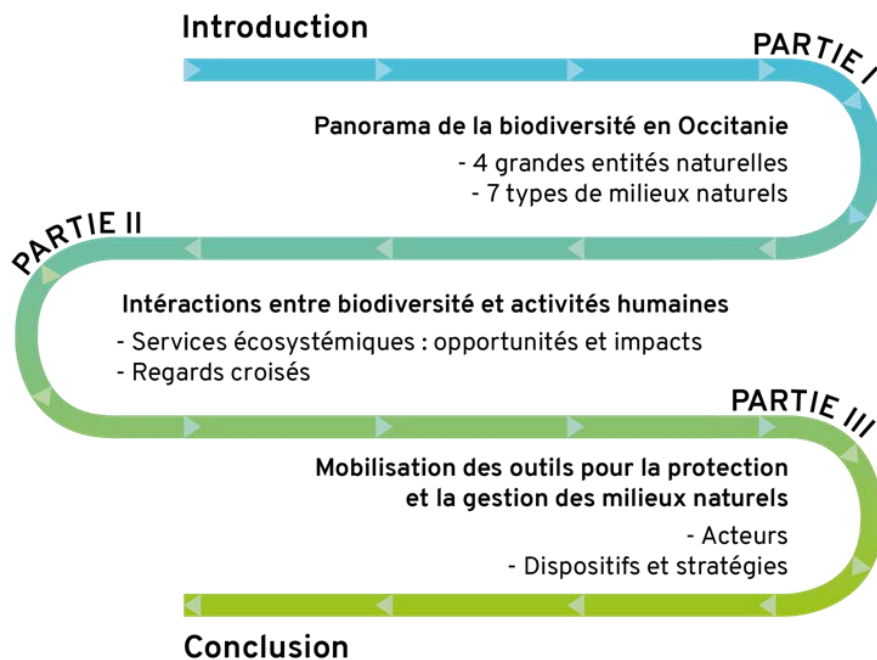 Introduction
PARTIE I
Panorama de la biodiversité en Occitanie
- 4 grandes entités naturelles
- 7 types de milieux naturels
PARTIE II
Intéractions entre biodiversité et activités humaines
- Services écosystémiques : opportunités et impacts
- Regards croisés
PARTIE III
Mobilisation des outils pour la protection
et la gestion des milieux naturels
- Acteurs
- Dispositifs et stratégies
Conclusion